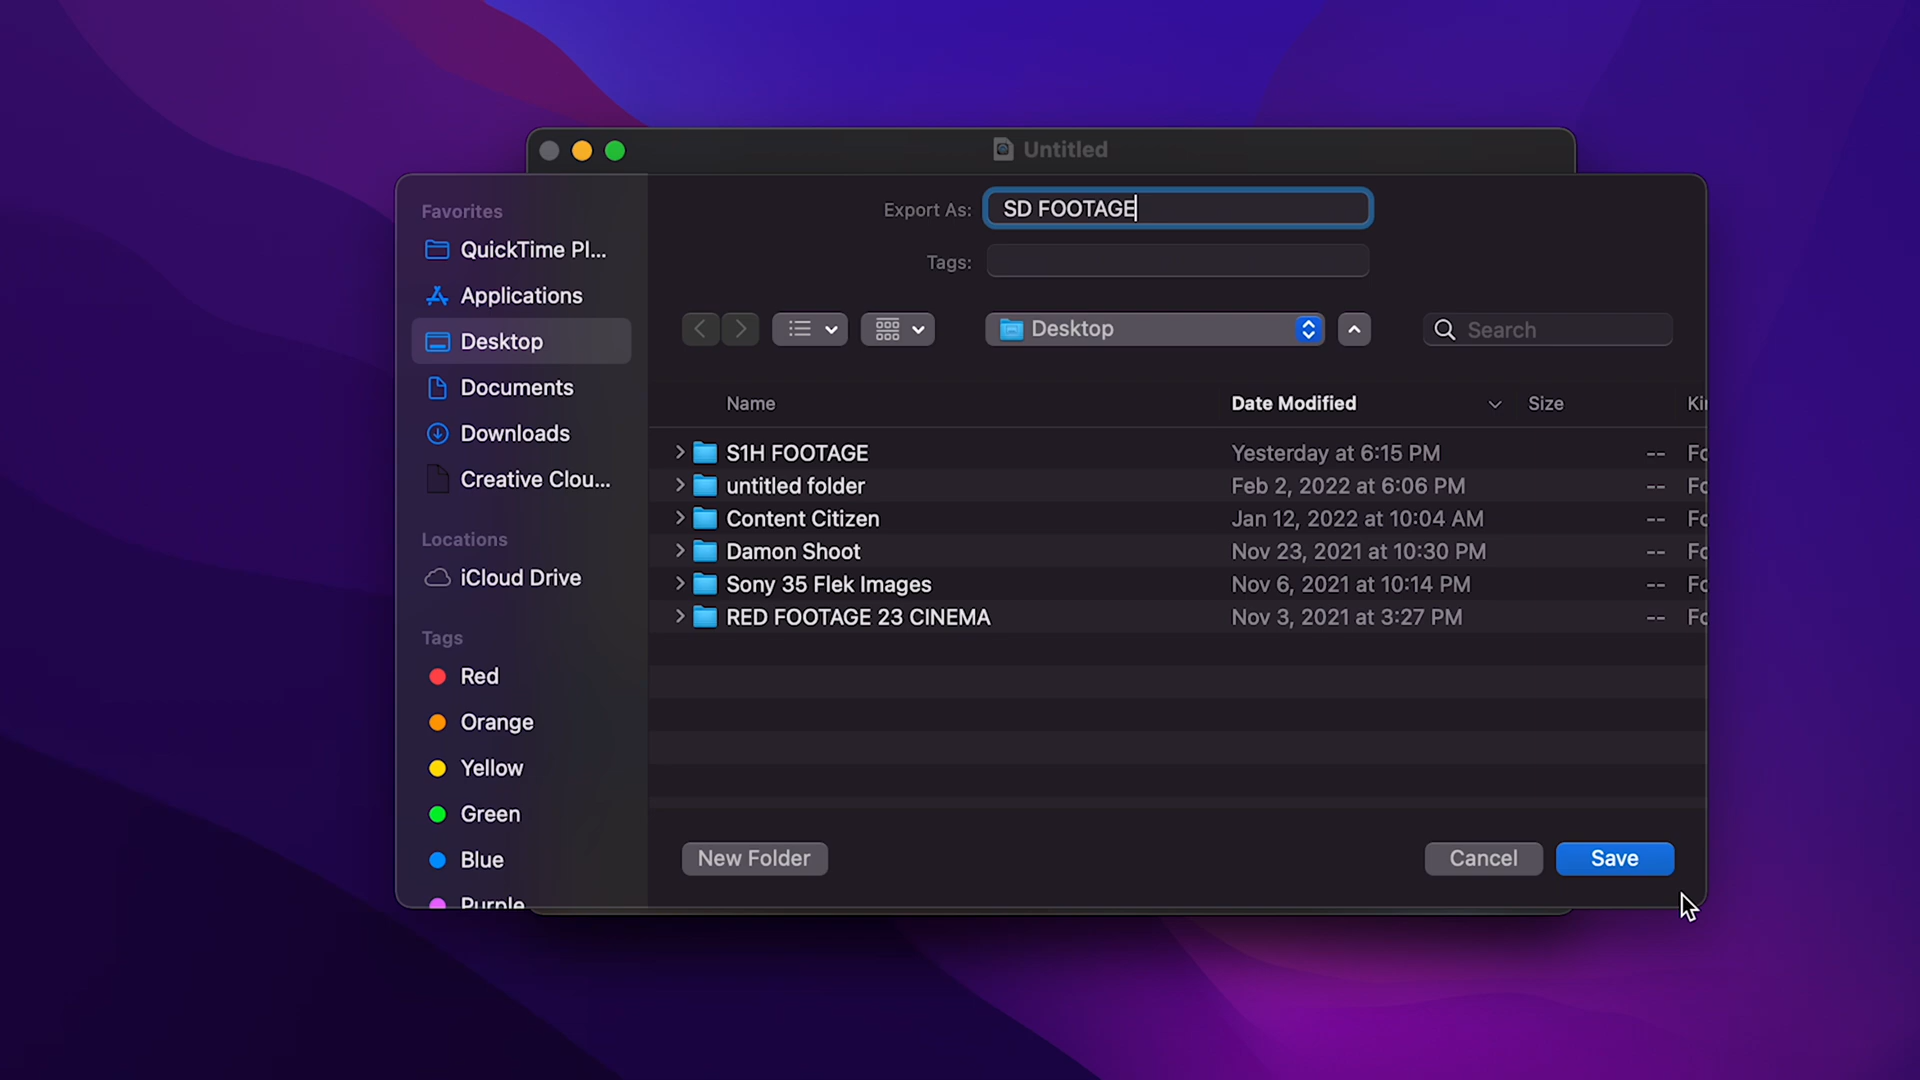 Untitled
Favorites
QuickTime Pl...
Applications
Desktop
Documents
Downloads
Creative Clou...
Locations
iCloud Drive
Tags
Red
Orange
Yellow
Green
Blue
Purple
Export As: SD FOOTAGE
Tags:
Desktop
Search
Name Date Modified Size
S1H FOOTAGE Yesterday at 6:15 PM --
untitled folder Feb 2, 2022 at 6:06 PM --
Content Citizen Jan 12, 2022 at 10:04 AM --
Damon Shoot Nov 23, 2021 at 10:30 PM --
Sony 35 Flek Images Nov 6, 2021 at 10:14 PM --
RED FOOTAGE 23 CINEMA Nov 3, 2021 at 3:27 PM --
New Folder Cancel Save